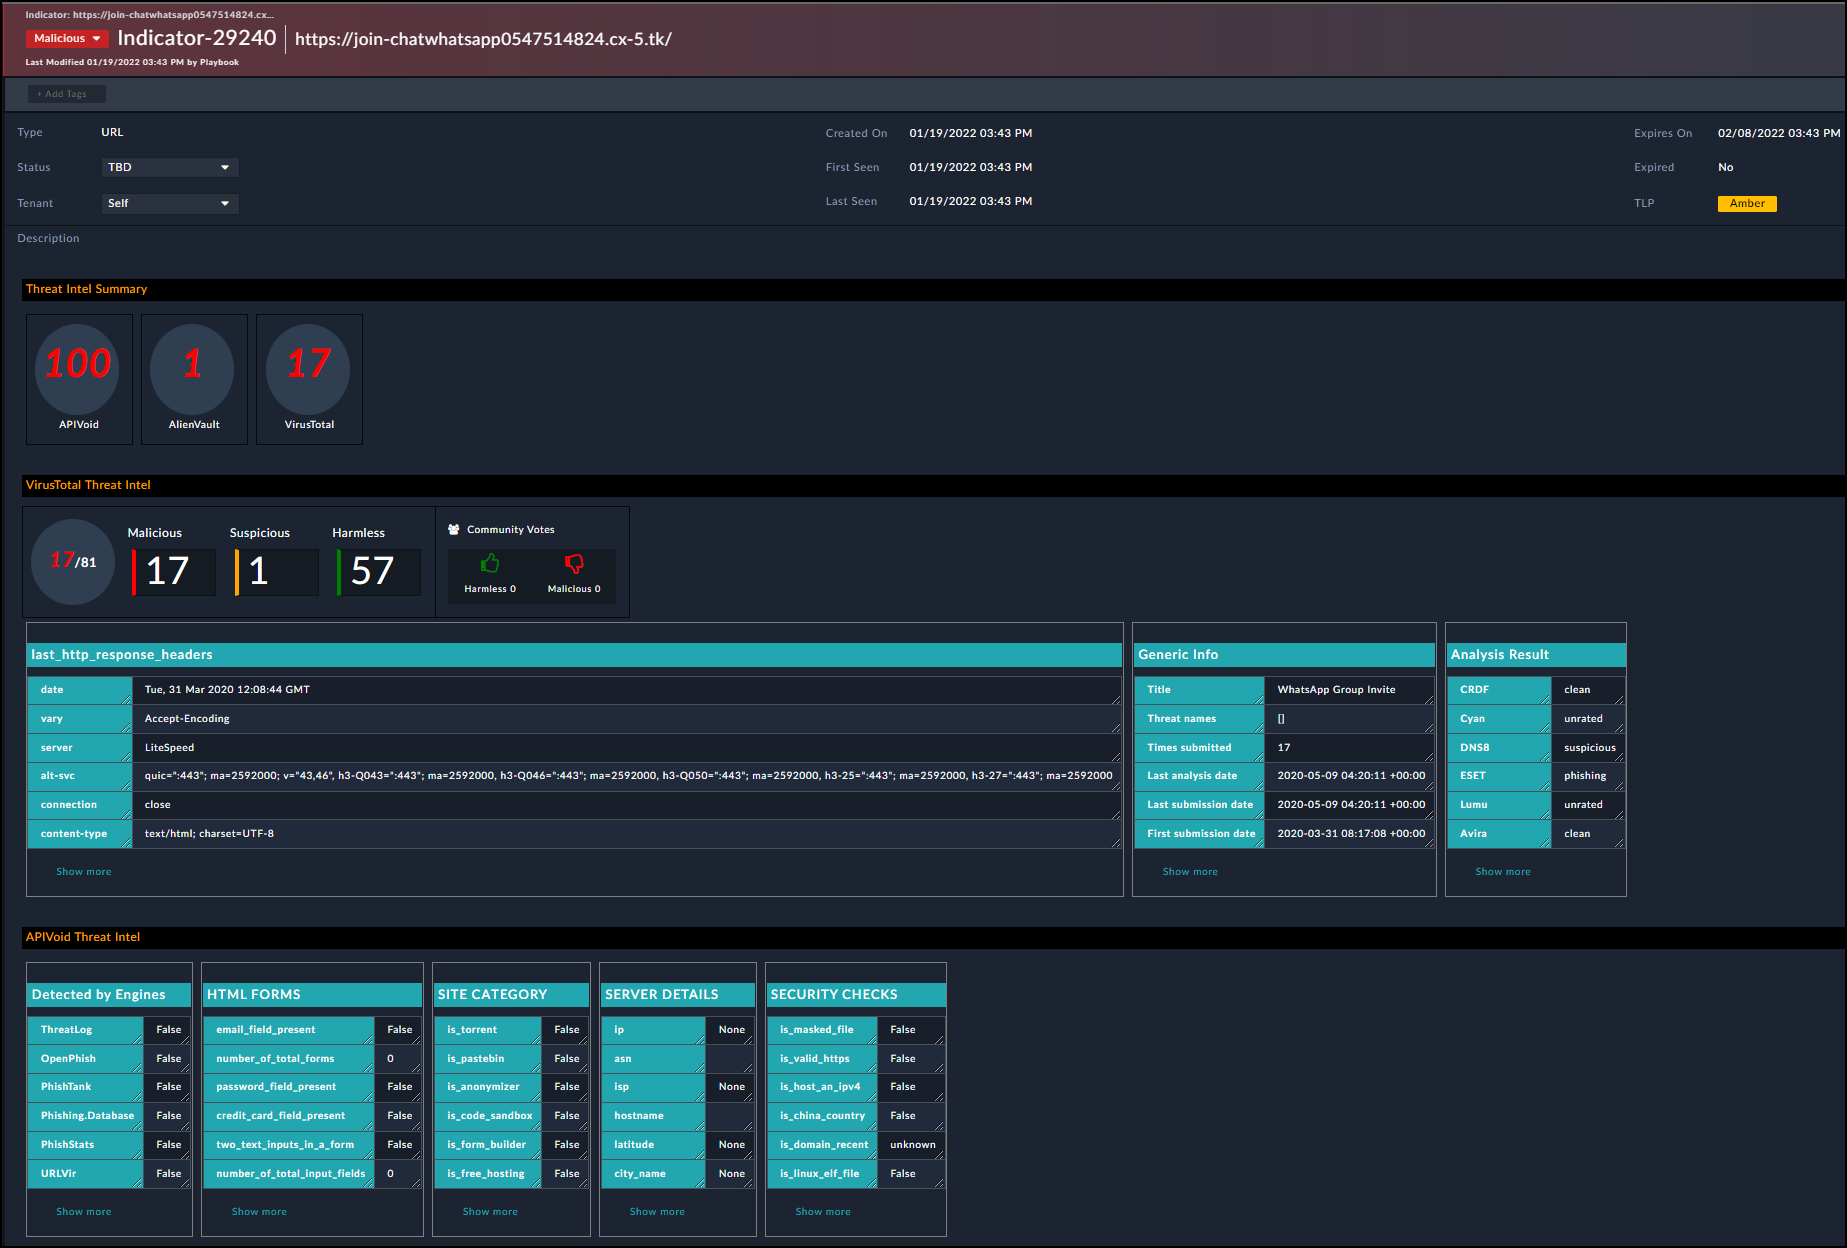 Indicator: https://join-chatwhatsapp0547514824.cx...
Malicious Indicator-29240 https://join-chatwhatsapp0547514824.cx-5.tk/
Last Modified 01/19/2022 03:43 PM by Playbook
+ Add Tags
Type URL Created On 01/19/2022 03:43 PM Expires On 02/08/2022 03:43 PM
Status TBD First Seen 01/19/2022 03:43 PM Expired No
Tenant Self Last Seen 01/19/2022 03:43 PM TLP Amber
Description
Threat Intel Summary
100 1 17
APIVoid AlienVault VirusTotal
VirusTotal Threat Intel
Malicious Suspicious Harmless Community Votes
17/81 17 1 57
Harmless 0 Malicious 0
last_http_response_headers
date Tue, 31 Mar 2020 12:08:44 GMT
vary Accept-Encoding
server LiteSpeed
alt-svc quic=":443"; ma=2592000; v="43,46", h3-Q043=":443"; ma=2592000, h3-Q046=":443"; ma=2592000, h3-Q050=":443"; ma=2592000, h3-25=":443"; ma=2592000, h3-27=":443"; ma=2592000
connection close
content-type text/html; charset=UTF-8
Show more
Generic Info
Title WhatsApp Group Invite
Threat names []
Times submitted 17
Last analysis date 2020-05-09 04:20:11 +00:00
Last submission date 2020-05-09 04:20:11 +00:00
First submission date 2020-03-31 08:17:08 +00:00
Show more
Analysis Result
CRDF clean
Cyan unrated
DNS8 suspicious
ESET phishing
Lumu unrated
Avira clean
Show more
APIVoid Threat Intel
Detected by Engines
ThreatLog False
OpenPhish False
PhishTank False
Phishing.Database False
PhishStats False
URLVir False
Show more
HTML FORMS
email_field_present False
number_of_total_forms 0
password_field_present False
credit_card_field_present False
two_text_inputs_in_a_form False
number_of_total_input_fields 0
Show more
SITE CATEGORY
is_torrent False
is_pastebin False
is_anonymizer False
is_code_sandbox False
is_form_builder False
is_free_hosting False
Show more
SERVER DETAILS
ip None
asn
isp None
hostname
latitude None
city_name None
Show more
SECURITY CHECKS
is_masked_file False
is_valid_https False
is_host_an_ipv4 False
is_china_country False
is_domain_recent unknown
is_linux_elf_file False
Show more